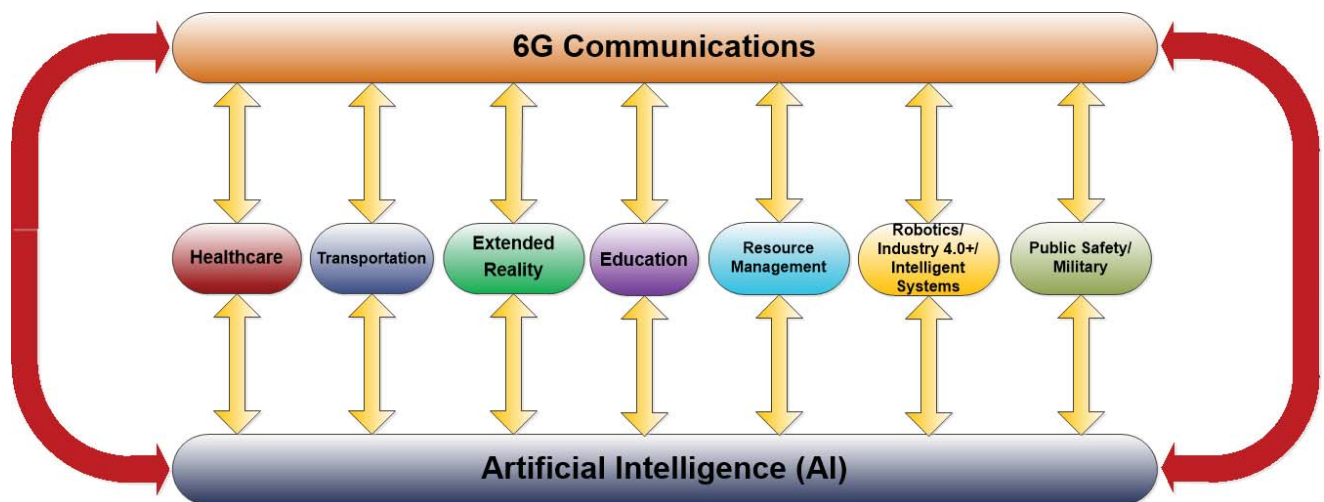 6G Communications
Healthcare
Transportation
Extended
Reality
Education
Resource
Management
Robotics/
Industry 4.0+/
Intelligent
Systems
Public Safety/
Military
Artificial Intelligence (AI)